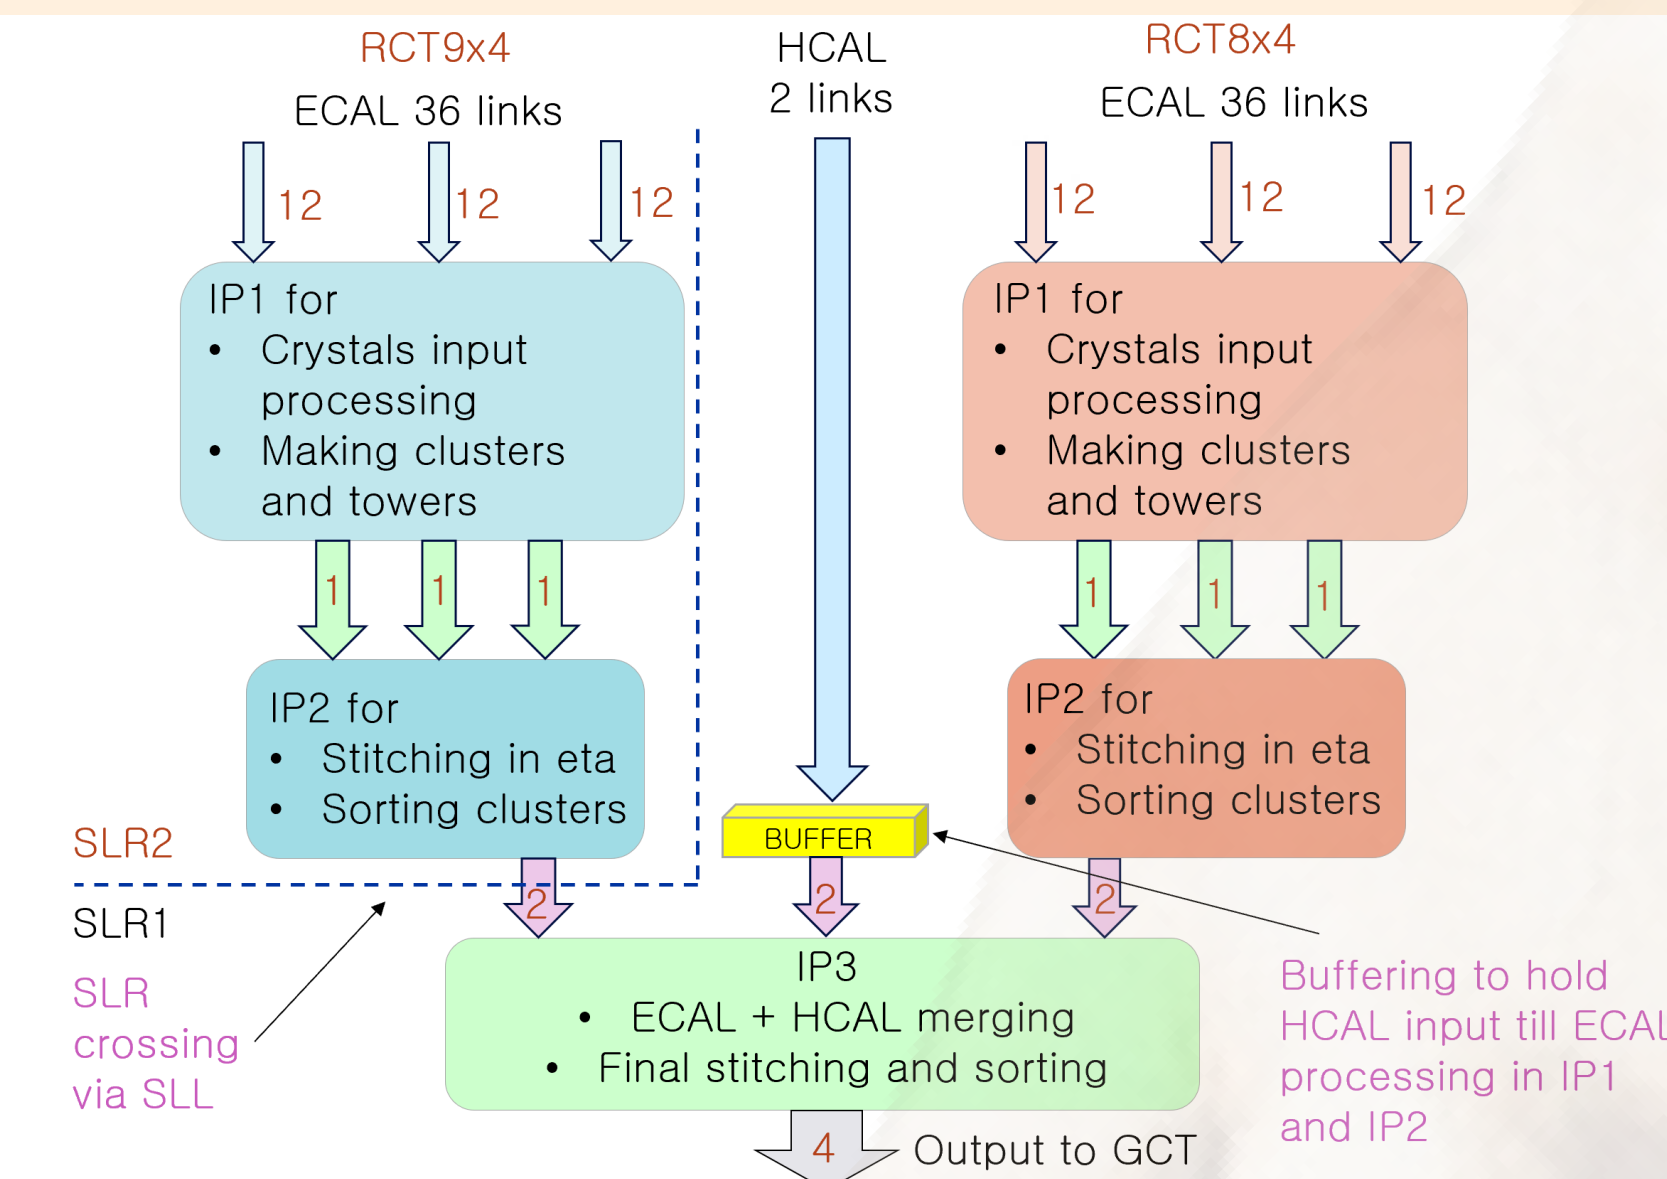 RCT9x4
ECAL 36 links
12
12
12
HCAL
2 links
RCT8x4
ECAL 36 links
12
12
12
IP1 for
• Crystals input
processing
• Making clusters
and towers
IP1 for
• Crystals input
processing
• Making clusters
and towers
1
1
1
1
1
1
IP2 for
• Stitching in eta
• Sorting clusters
BUFFER
IP2 for
• Stitching in eta
• Sorting clusters
SLR2
SLR1
2
2
2
SLR
crossing
via SLL
IP3
• ECAL + HCAL merging
• Final stitching and sorting
Buffering to hold
HCAL input till ECAL
processing in IP1
and IP2
4
Output to GCT